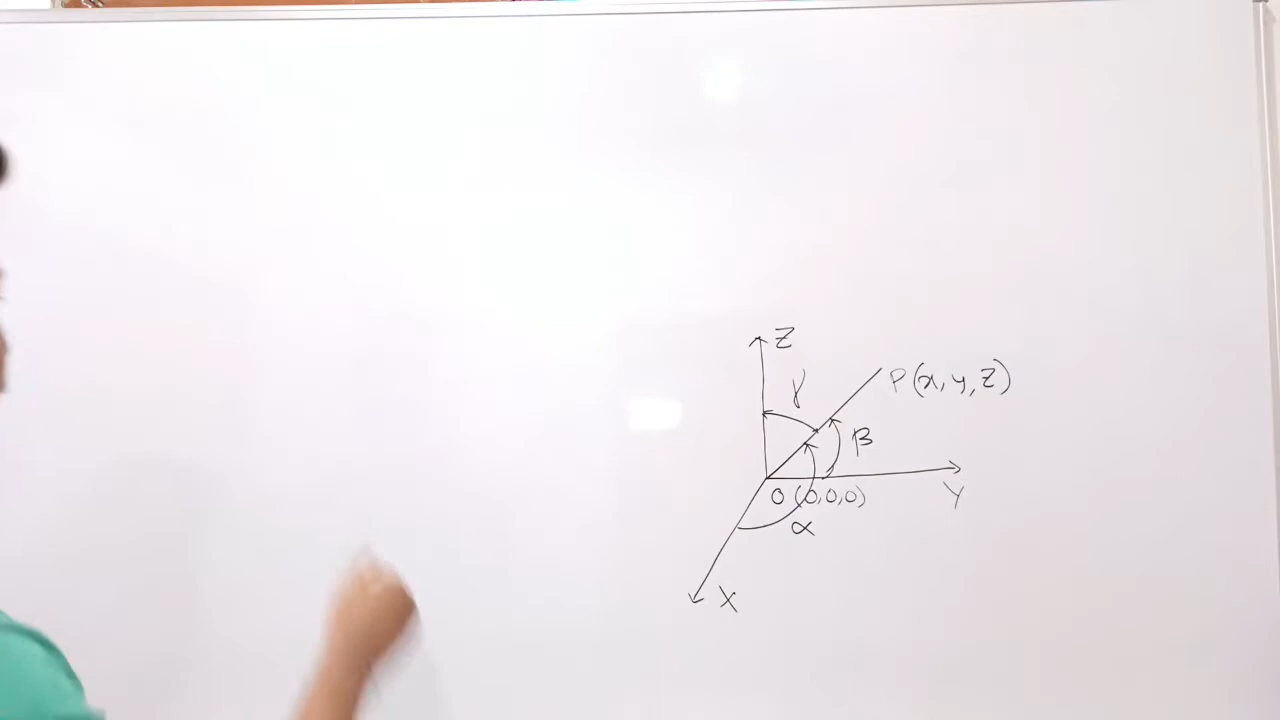 Z
γ
P(x, y, z)
β
O (0,0,0)
Y
α
X